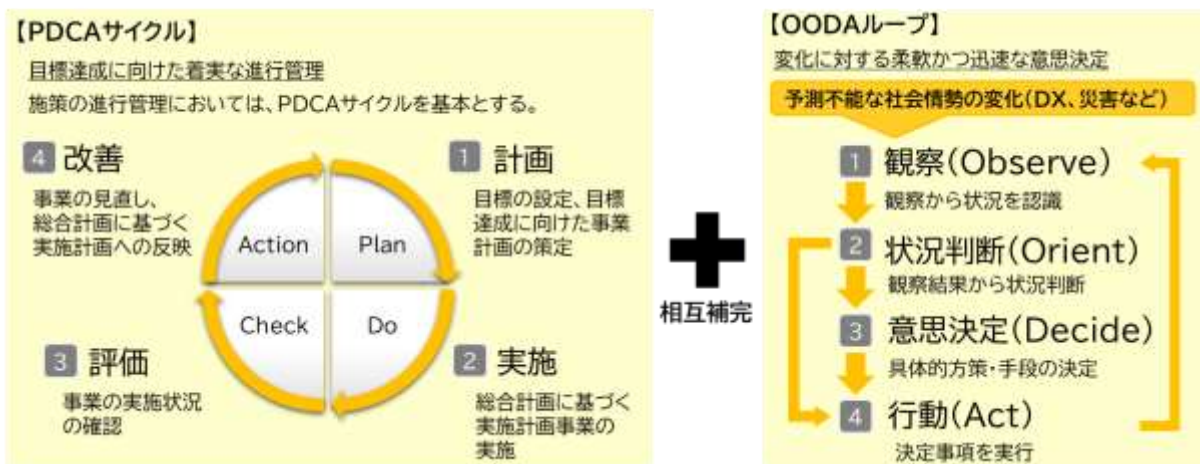 【PDCAサイクル】
目標達成に向けた着実な進行管理
施策の進行管理においては、PDCAサイクルを基本とする。
4 改善
事業の見直し、
総合計画に基づく
実施計画への反映
1 計画
目標の設定、目標
達成に向けた事業
計画の策定
Action
Plan
Check
Do
3 評価
事業の実施状況
の確認
2 実施
総合計画に基づく
実施計画事業の
実施
相互補完
【OODAループ】
変化に対する柔軟かつ迅速な意思決定
予測不能な社会情勢の変化(DX、災害など)
1 観察(Observe)
観察から状況を認識
2 状況判断(Orient)
観察結果から状況判断
3 意思決定(Decide)
具体的方策・手段の決定
4 行動(Act)
決定事項を実行